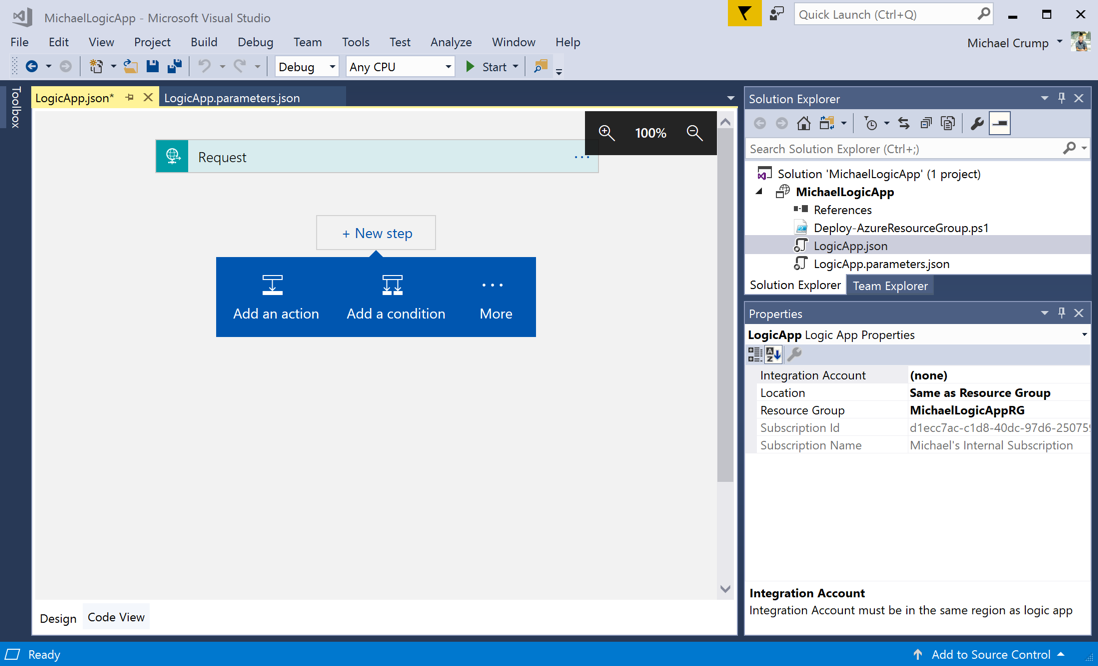 MichaelLogicApp - Microsoft Visual Studio
Quick Launch (Ctrl+Q)
File Edit View Project Build Debug Team Tools Test Analyze Window Help
Michael Crump
Debug Any CPU Start
Toolbox
LogicApp.json* LogicApp.parameters.json
100%
Request
...
+ New step
Add an action Add a condition More
Design Code View
Solution Explorer
Search Solution Explorer (Ctrl+;)
Solution 'MichaelLogicApp' (1 project)
MichaelLogicApp
References
Deploy-AzureResourceGroup.ps1
LogicApp.json
LogicApp.parameters.json
Solution Explorer Team Explorer
Properties
LogicApp Logic App Properties
Integration Account (none)
Location Same as Resource Group
Resource Group MichaelLogicAppRG
Subscription Id d1ecc7ac-c1d8-40dc-97d6-250759
Subscription Name Michael's Internal Subscription
Integration Account
Integration Account must be in the same region as logic app
Ready
Add to Source Control